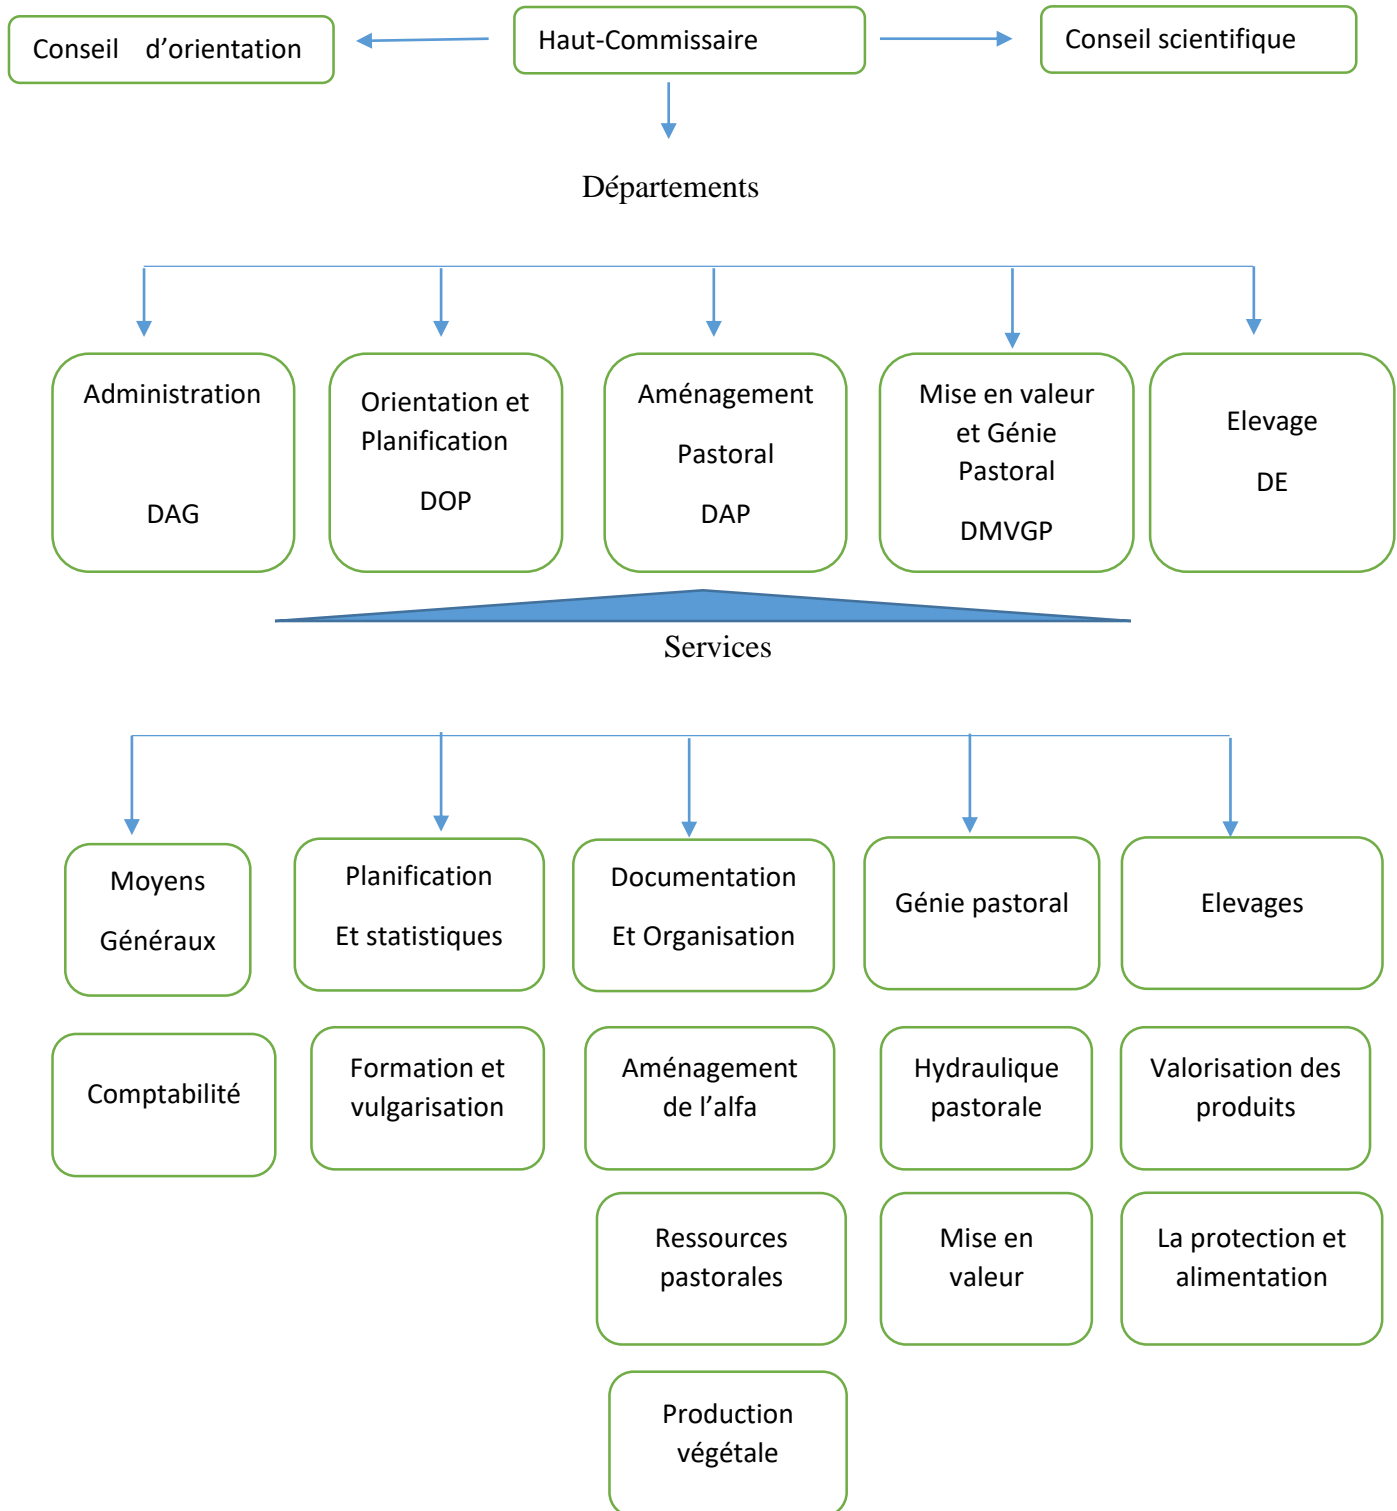 Conseil d’orientation
Haut-Commissaire
Conseil scientifique
Départements
Administration
DAG
Orientation et
Planification
DOP
Aménagement
Pastoral
DAP
Mise en valeur
et Génie
Pastoral
DMVGP
Elevage
DE
Services
Moyens
Généraux
Planification
Et statistiques
Documentation
Et Organisation
Génie pastoral
Elevages
Comptabilité
Formation et
vulgarisation
Aménagement
de l’alfa
Hydraulique
pastorale
Valorisation des
produits
Ressources
pastorales
Mise en
valeur
La protection et
alimentation
Production
végétale